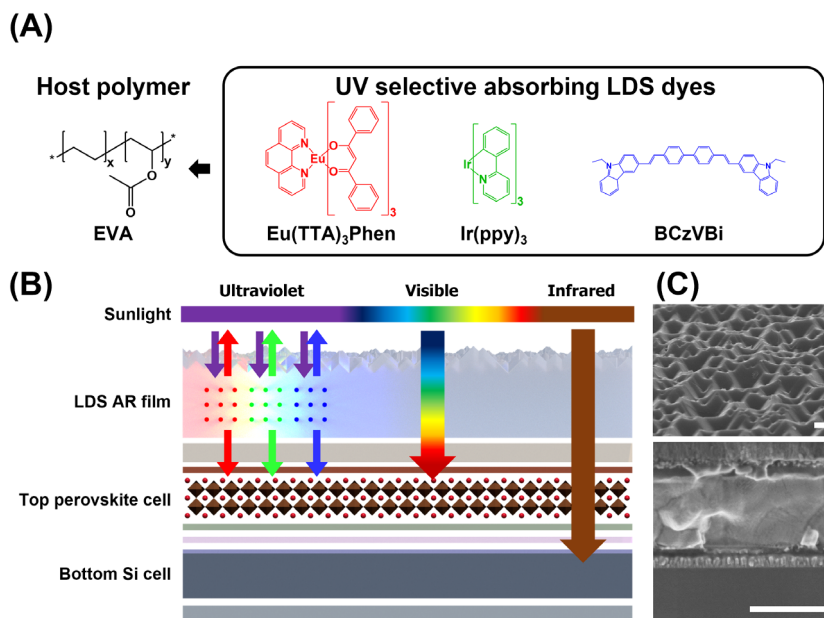 (A)
Host polymer
UV selective absorbing LDS dyes
*
*
x
y
O
O
EVA
N
N
Eu
O
O
3
Eu(TTA)3Phen
Ir
N
3
Ir(ppy)3
N
N
BCzVBi
(B)
(C)
Ultraviolet
Visible
Infrared
Sunlight
LDS AR film
Top perovskite cell
Bottom Si cell